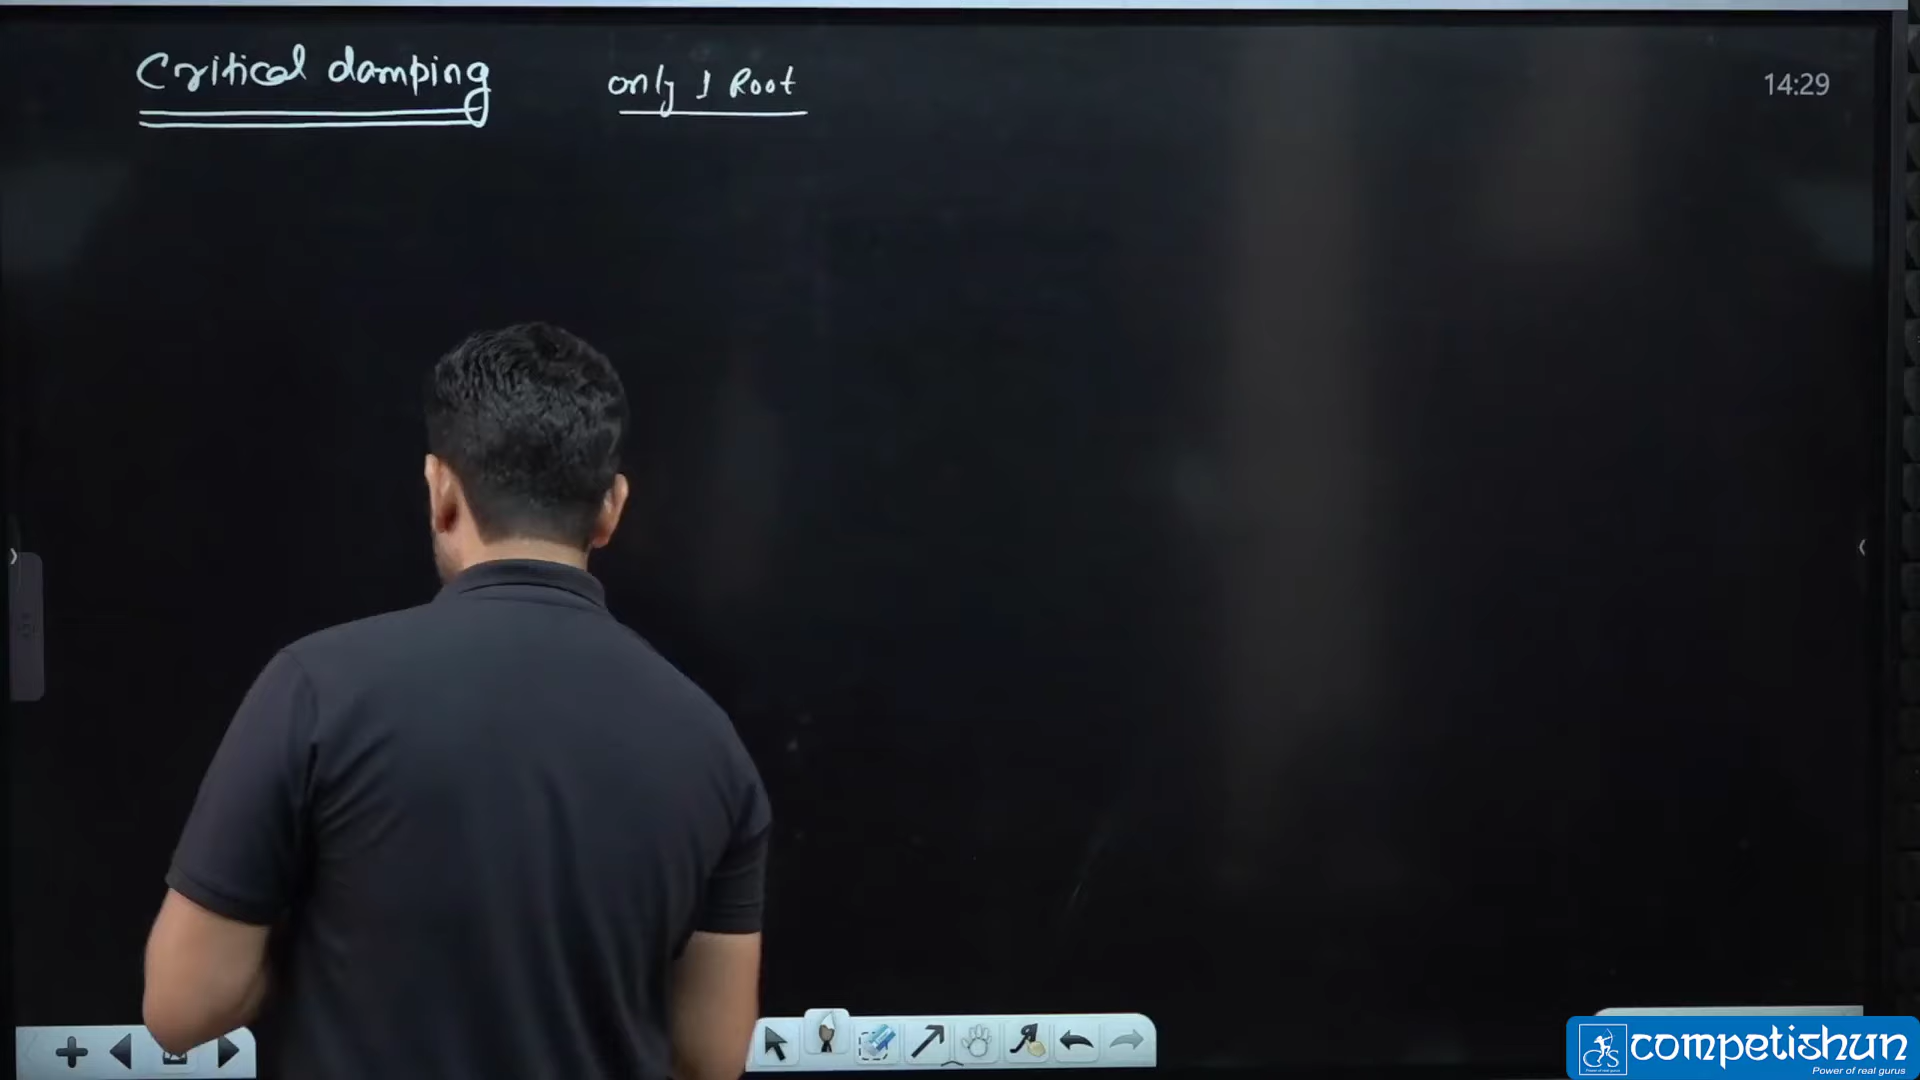 Critical damping only 1 Root
14:29
competishun
Power of real gurus